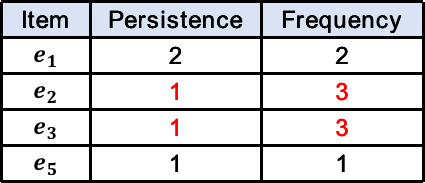 Item Persistence Frequency
e₁ 2 2
e₂ 1 3
e₃ 1 3
e₅ 1 1